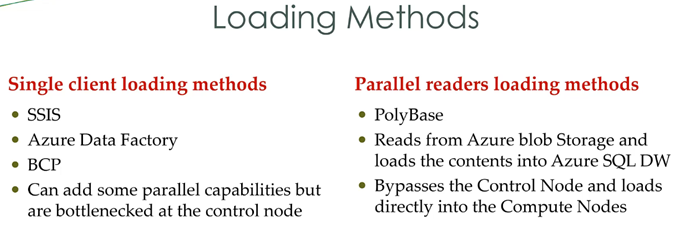 Loading Methods
Single client loading methods
• SSIS
• Azure Data Factory
• BCP
• Can add some parallel capabilities but
are bottlenecked at the control node
Parallel readers loading methods
• PolyBase
• Reads from Azure blob Storage and
loads the contents into Azure SQL DW
• Bypasses the Control Node and loads
directly into the Compute Nodes